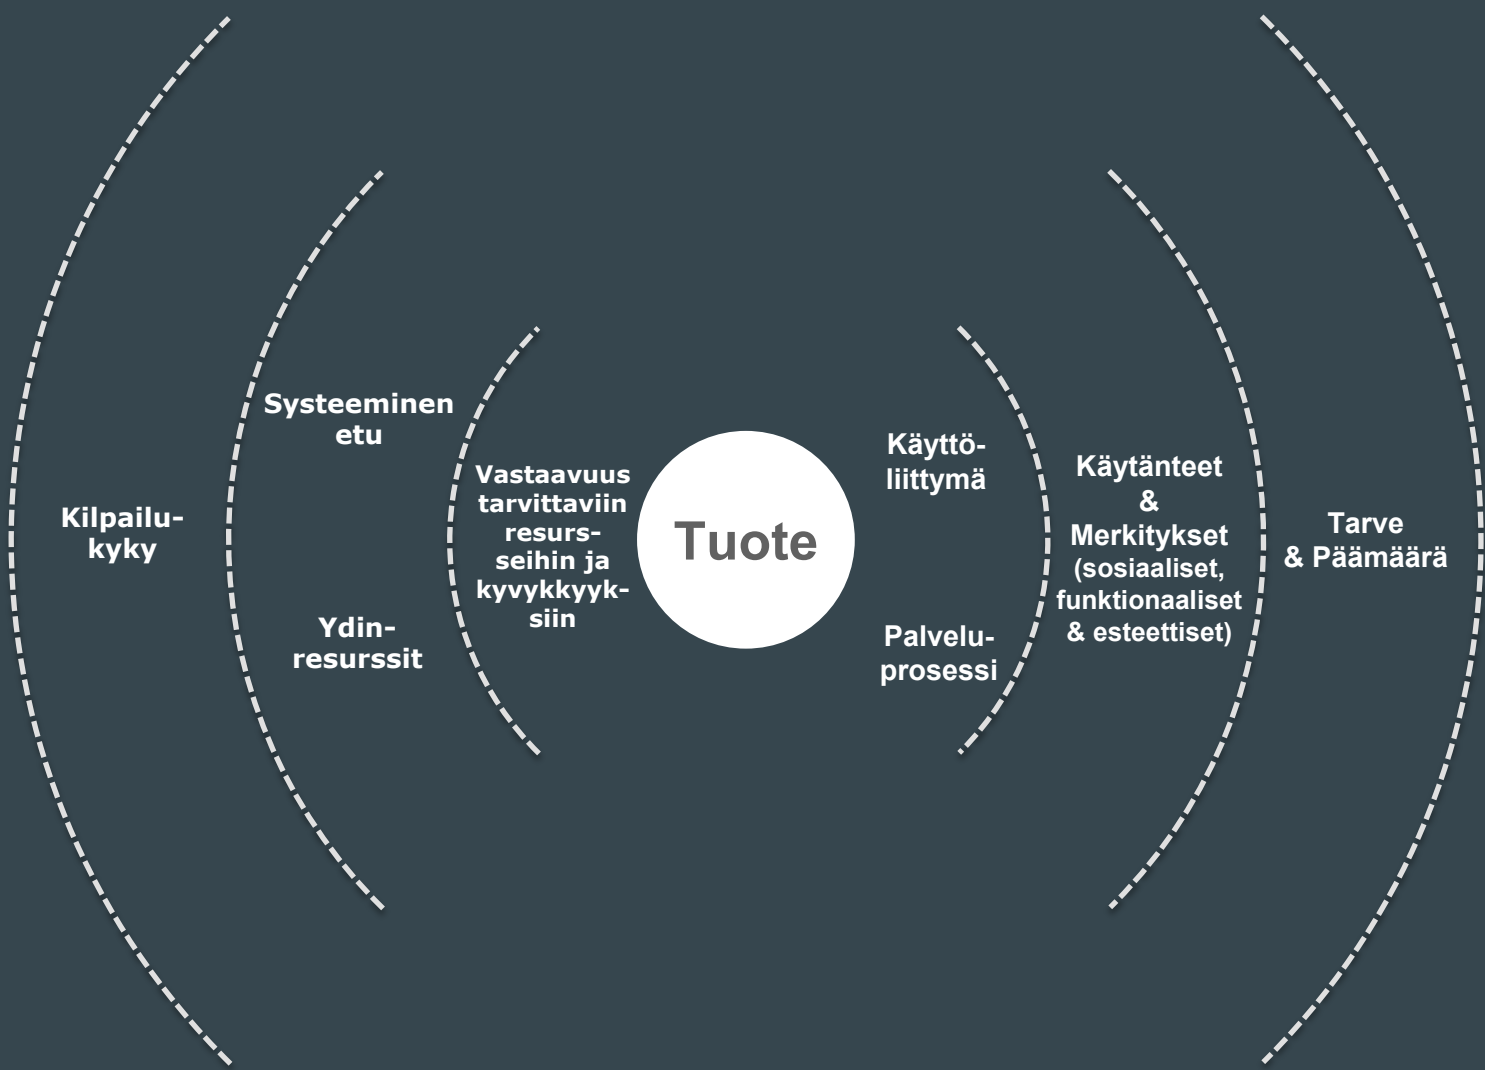 Kilpailu-
kyky
Systeeminen
etu
Ydin-
resurssit
Vastaavuus
tarvittaviin
resurs-
seihin ja
kyvykkyyk-
siin
Tuote
Käyttö-
liittymä
Palvelu-
prosessi
Käytänteet
&
Merkitykset
(sosiaaliset,
funktionaaliset
& esteettiset)
Tarve
& Päämäärä